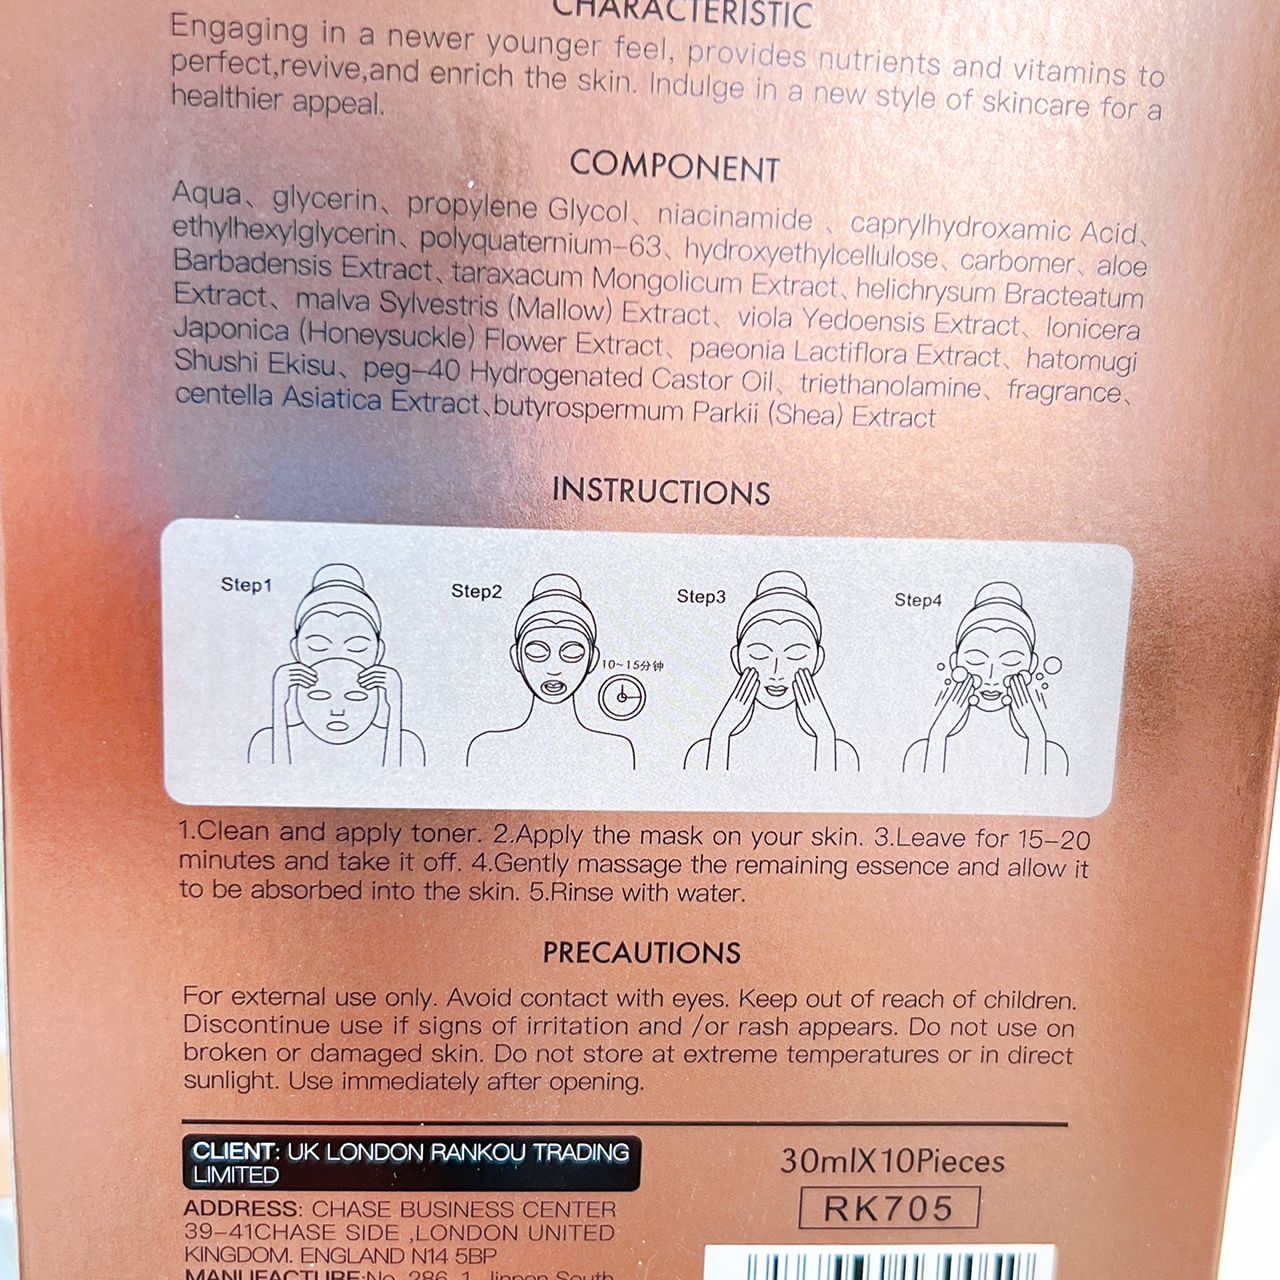 CHARACTERISTIC
Engaging in a newer younger feel, provides nutrients and vitamins to
perfect,revive,and enrich the skin. Indulge in a new style of skincare for a
healthier appeal.
COMPONENT
Aqua、glycerin、propylene Glycol、niacinamide 、caprylhydroxamic Acid、
ethylhexylglycerin、polyquaternium-63、hydroxyethylcellulose、carbomer、aloe
Barbadensis Extract、taraxacum Mongolicum Extract、helichrysum Bracteatum
Extract、malva Sylvestris (Mallow) Extract、viola Yedoensis Extract、lonicera
Japonica (Honeysuckle) Flower Extract、paeonia Lactiflora Extract、hatomugi
Shushi Ekisu、peg-40 Hydrogenated Castor Oil、triethanolamine、fragrance、
centella Asiatica Extract、butyrospermum Parkii (Shea) Extract
INSTRUCTIONS
Step1
Step2
10~15分钟
Step3
Step4
1.Clean and apply toner. 2.Apply the mask on your skin. 3.Leave for 15-20
minutes and take it off. 4.Gently massage the remaining essence and allow it
to be absorbed into the skin. 5.Rinse with water.
PRECAUTIONS
For external use only. Avoid contact with eyes. Keep out of reach of children.
Discontinue use if signs of irritation and /or rash appears. Do not use on
broken or damaged skin. Do not store at extreme temperatures or in direct
sunlight. Use immediately after opening.
CLIENT: UK LONDON RANKOU TRADING
LIMITED
ADDRESS: CHASE BUSINESS CENTER
39-41CHASE SIDE ,LONDON UNITED
KINGDOM. ENGLAND N14 5BP
MANUFACTURE:No. 286-1, Jinpan South
30mlX10Pieces
RK705